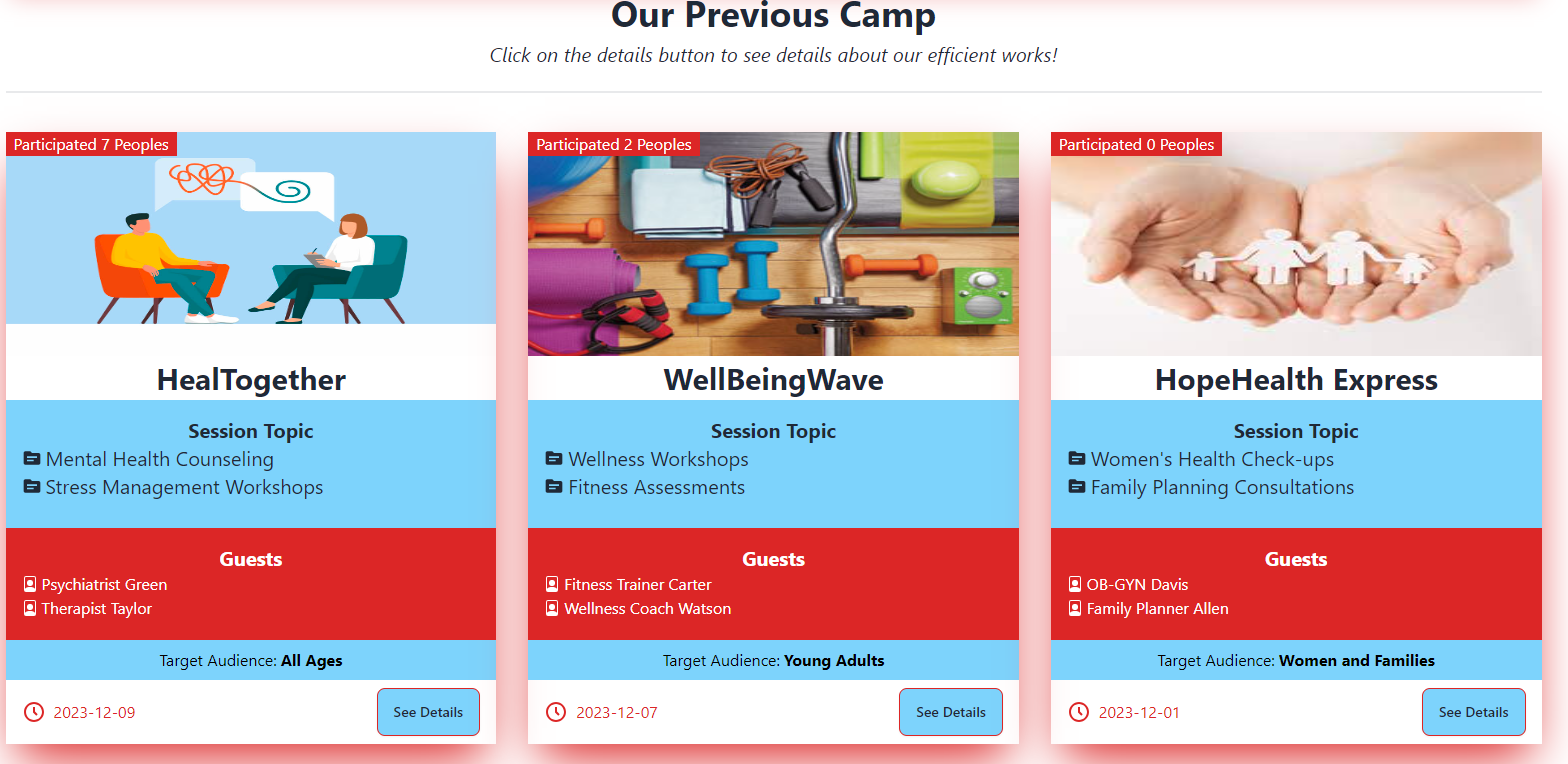 Our Previous Camp
Click on the details button to see details about our efficient works!
Participated 7 Peoples
HealTogether
Session Topic
Mental Health Counseling
Stress Management Workshops
Guests
Psychiatrist Green
Therapist Taylor
Target Audience: All Ages
2023-12-09
See Details
Participated 2 Peoples
WellBeingWave
Session Topic
Wellness Workshops
Fitness Assessments
Guests
Fitness Trainer Carter
Wellness Coach Watson
Target Audience: Young Adults
2023-12-07
See Details
Participated 0 Peoples
HopeHealth Express
Session Topic
Women's Health Check-ups
Family Planning Consultations
Guests
OB-GYN Davis
Family Planner Allen
Target Audience: Women and Families
2023-12-01
See Details